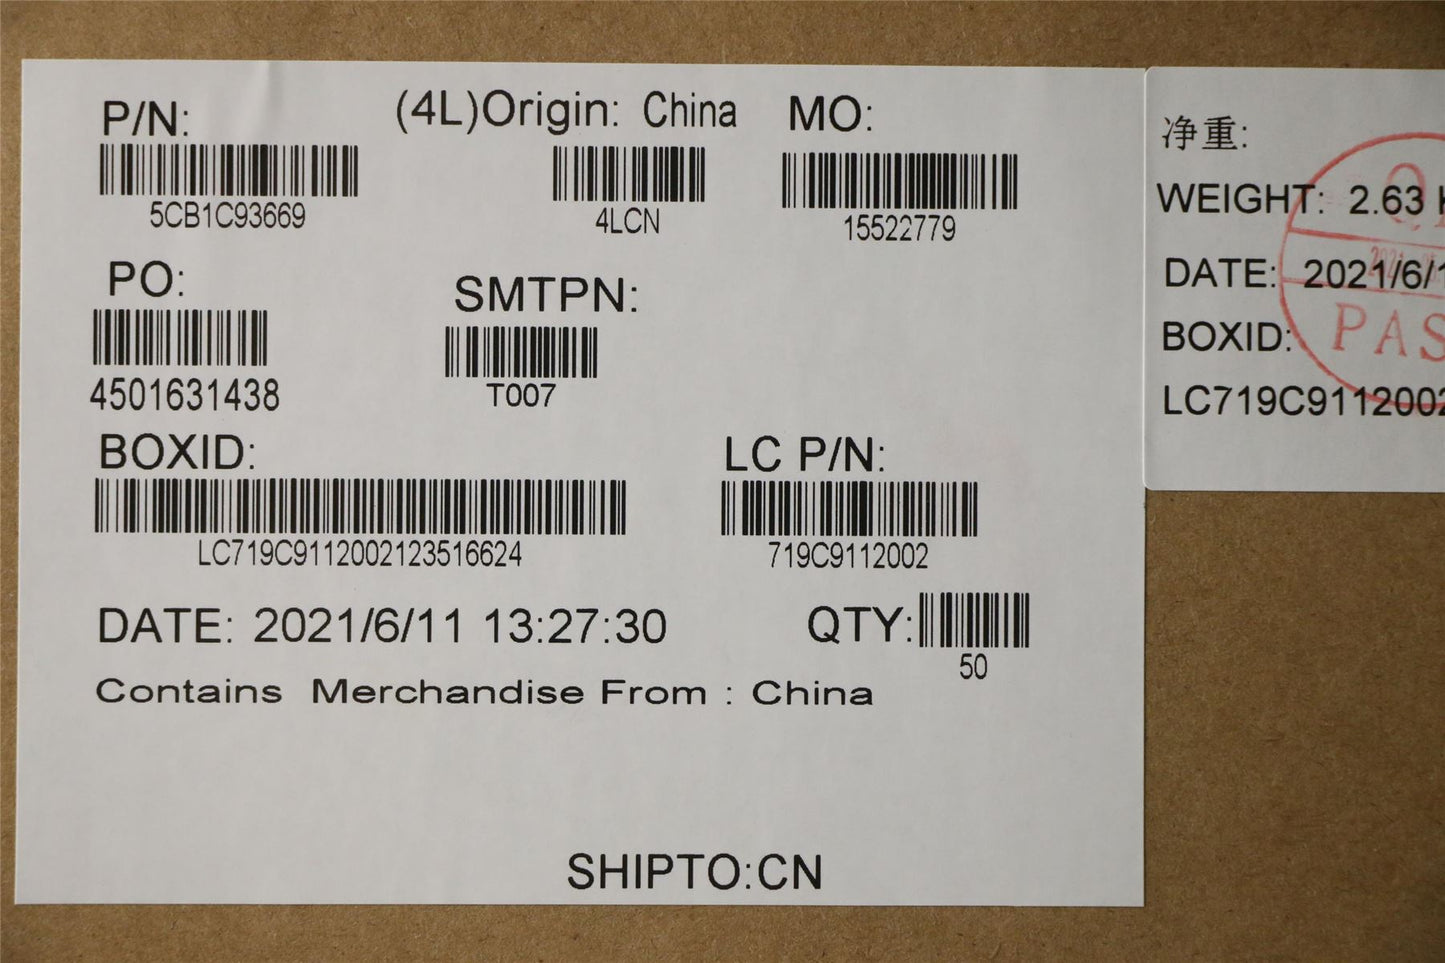 P/N: (4L)Origin: China MO:
5CB1C93669 4LCN 15522779
PO: SMTPN:
4501631438 T007
BOXID: LC P/N:
LC719C9112002123516624 719C9112002
DATE: 2021/6/11 13:27:30 QTY:
50
Contains Merchandise From : China
SHIPTO:CN
净重:
WEIGHT: 2.63
DATE: 2021/6/1
BOXID:
LC719C9112002
PAS